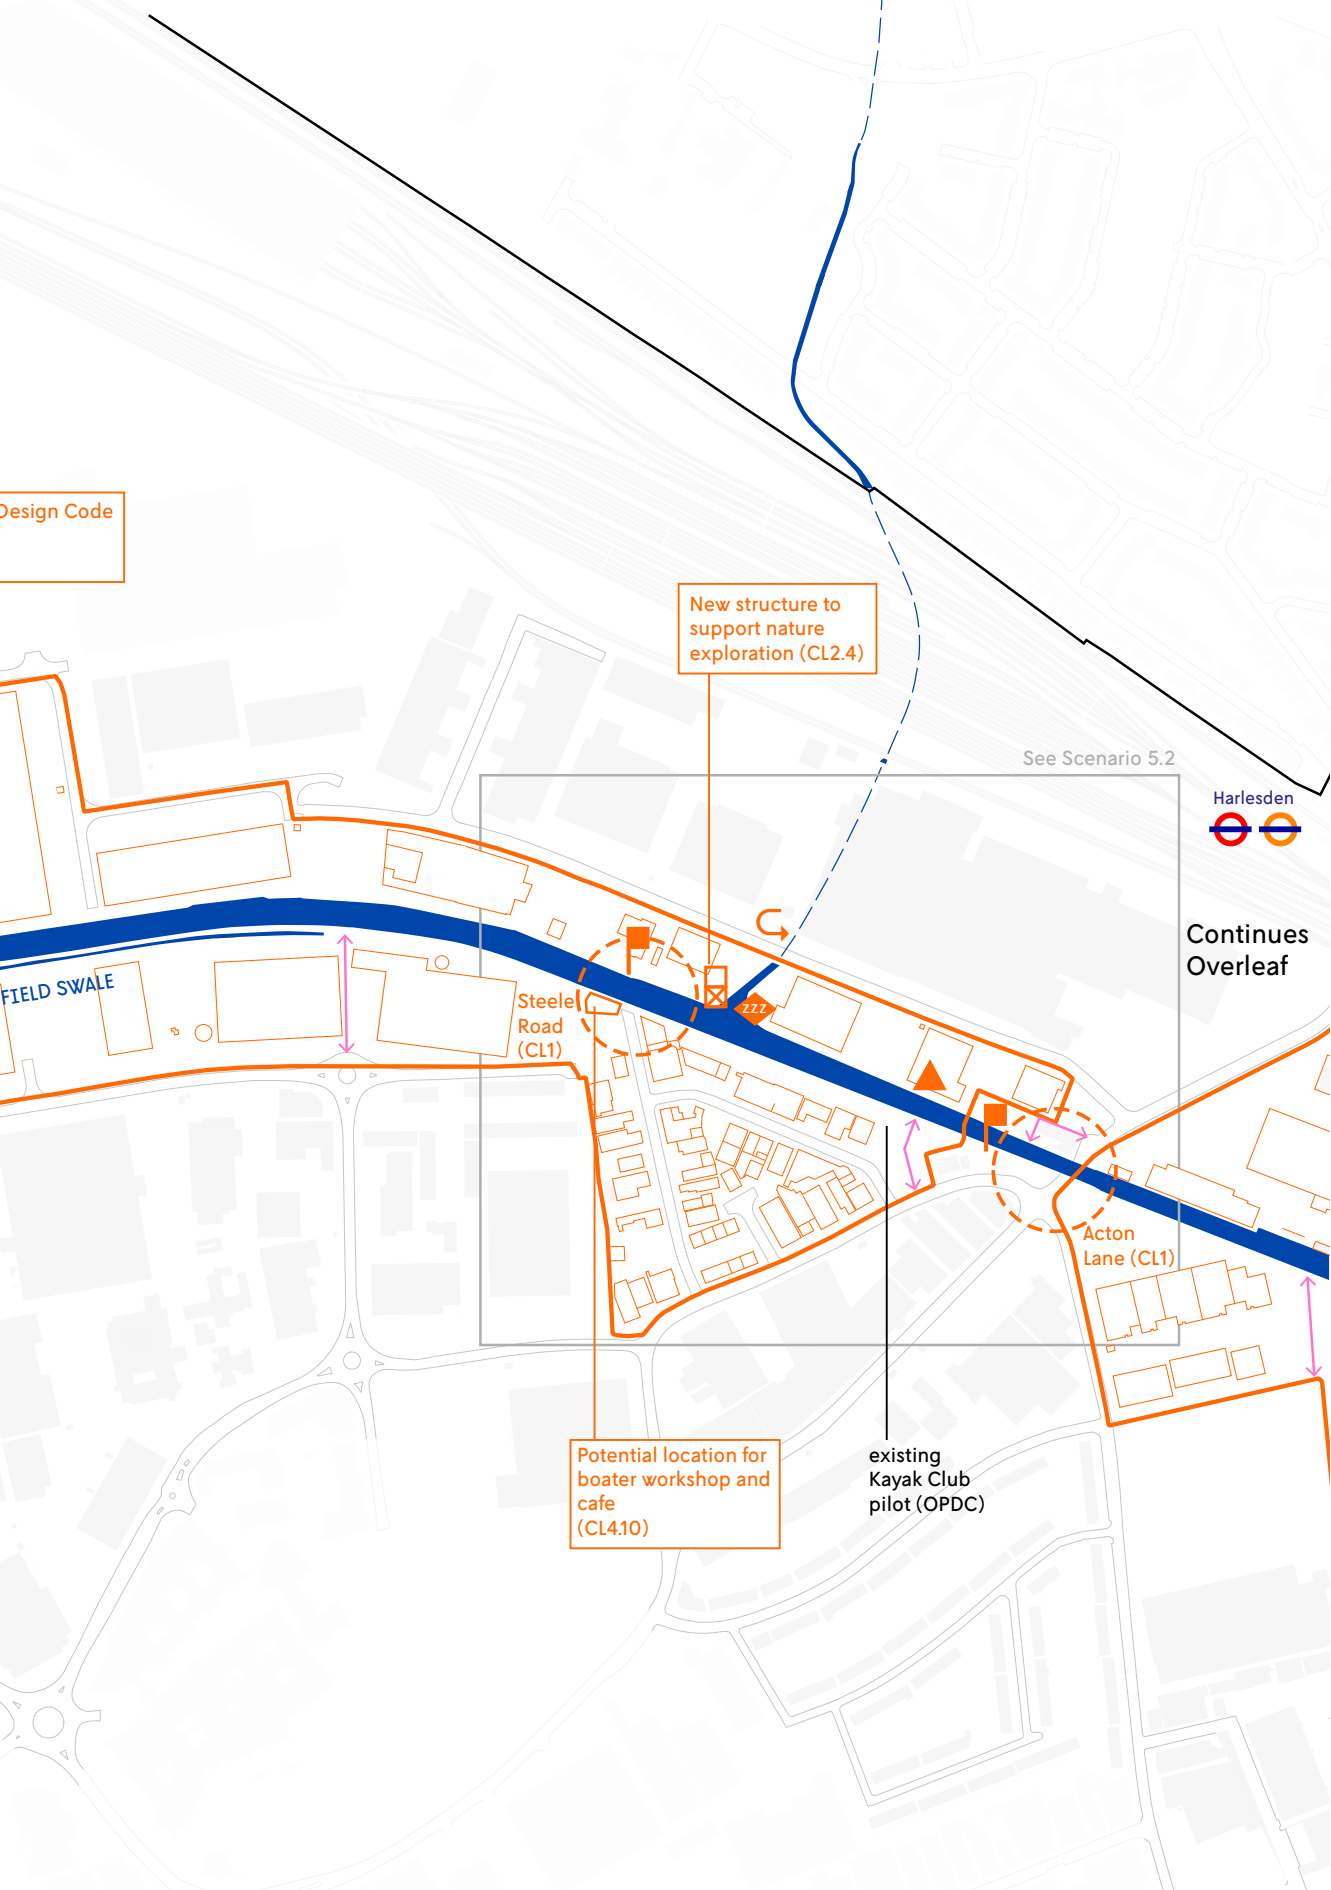 Design Code
New structure to
support nature
exploration (CL2.4)
See Scenario 5.2
Harlesden
Continues
Overleaf
FIELD SWALE
Steele
Road
(CL1)
zzz
Acton
Lane (CL1)
Potential location for
boater workshop and
cafe
(CL4.10)
existing
Kayak Club
pilot (OPDC)